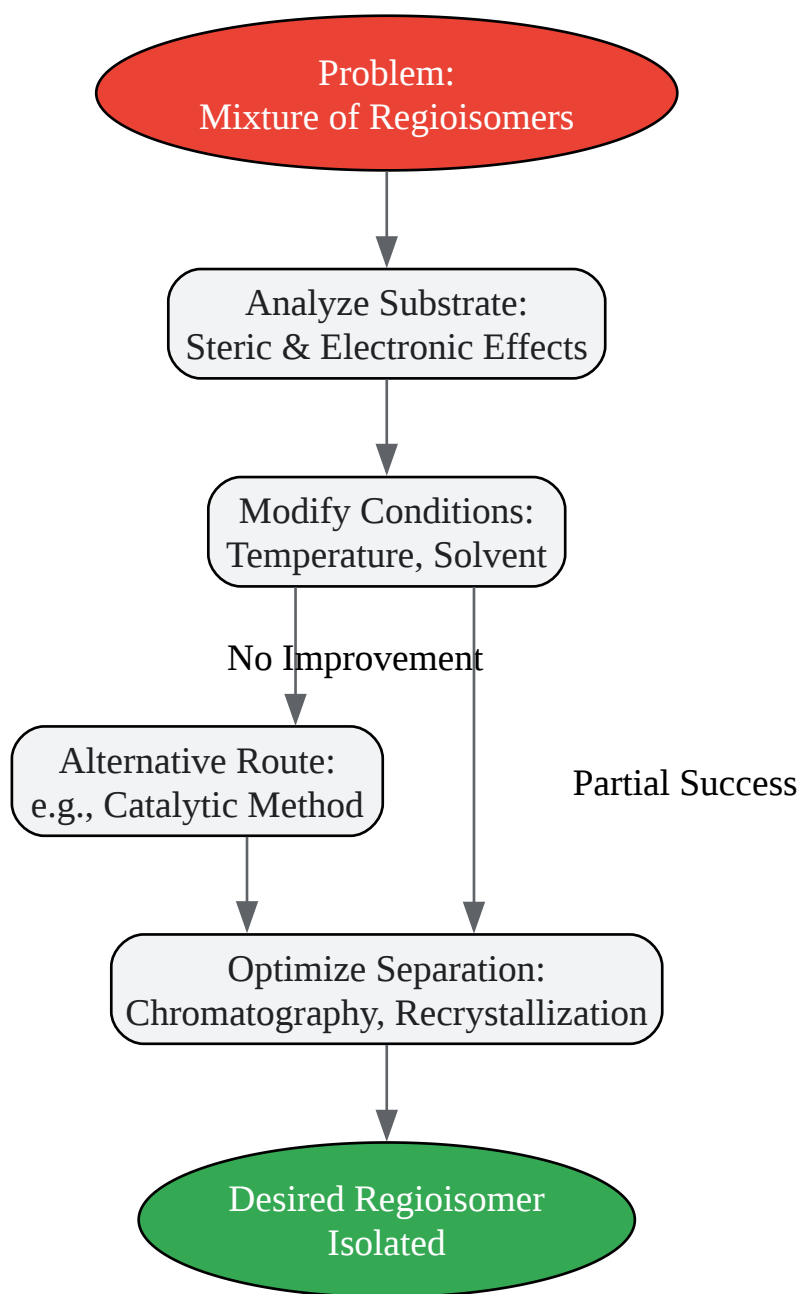 Problem:
Mixture of Regioisomers
Analyze Substrate:
Steric & Electronic Effects
Modify Conditions:
Temperature, Solvent
No Improvement
Alternative Route:
e.g., Catalytic Method
Partial Success
Optimize Separation:
Chromatography, Recrystallization
Desired Regioisomer
Isolated